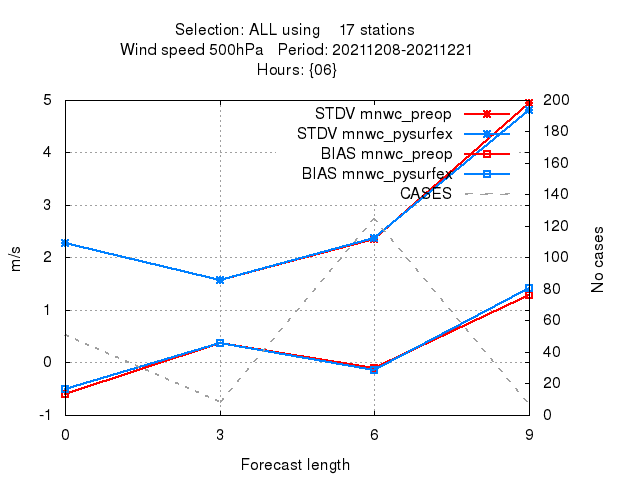 Selection: ALL using    17 stations
Wind speed 500hPa   Period: 20211208-20211221
Hours: {06}
5 200
STDV mnwc_preop
180
STDV mnwc_pysurfex
4 160
BIAS mnwc_preop
BIAS mnwc_pysurfex
3 140
CASES
120
2 100
80
1 60
40
0 20
-1 0
m/s
No cases
0 3 6 9
Forecast length